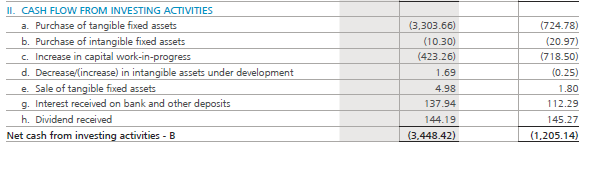 II. CASH FLOW FROM INVESTING ACTIVITIES
a. Purchase of tangible fixed assets (3,303.66) (724.78)
b. Purchase of intangible fixed assets (10.30) (20.97)
c. Increase in capital work-in-progress (423.26) (718.50)
d. Decrease/(increase) in intangible assets under development 1.69 (0.25)
e. Sale of tangible fixed assets 4.98 1.80
g. Interest received on bank and other deposits 137.94 112.29
h. Dividend received 144.19 145.27
Net cash from investing activities - B (3,448.42) (1,205.14)